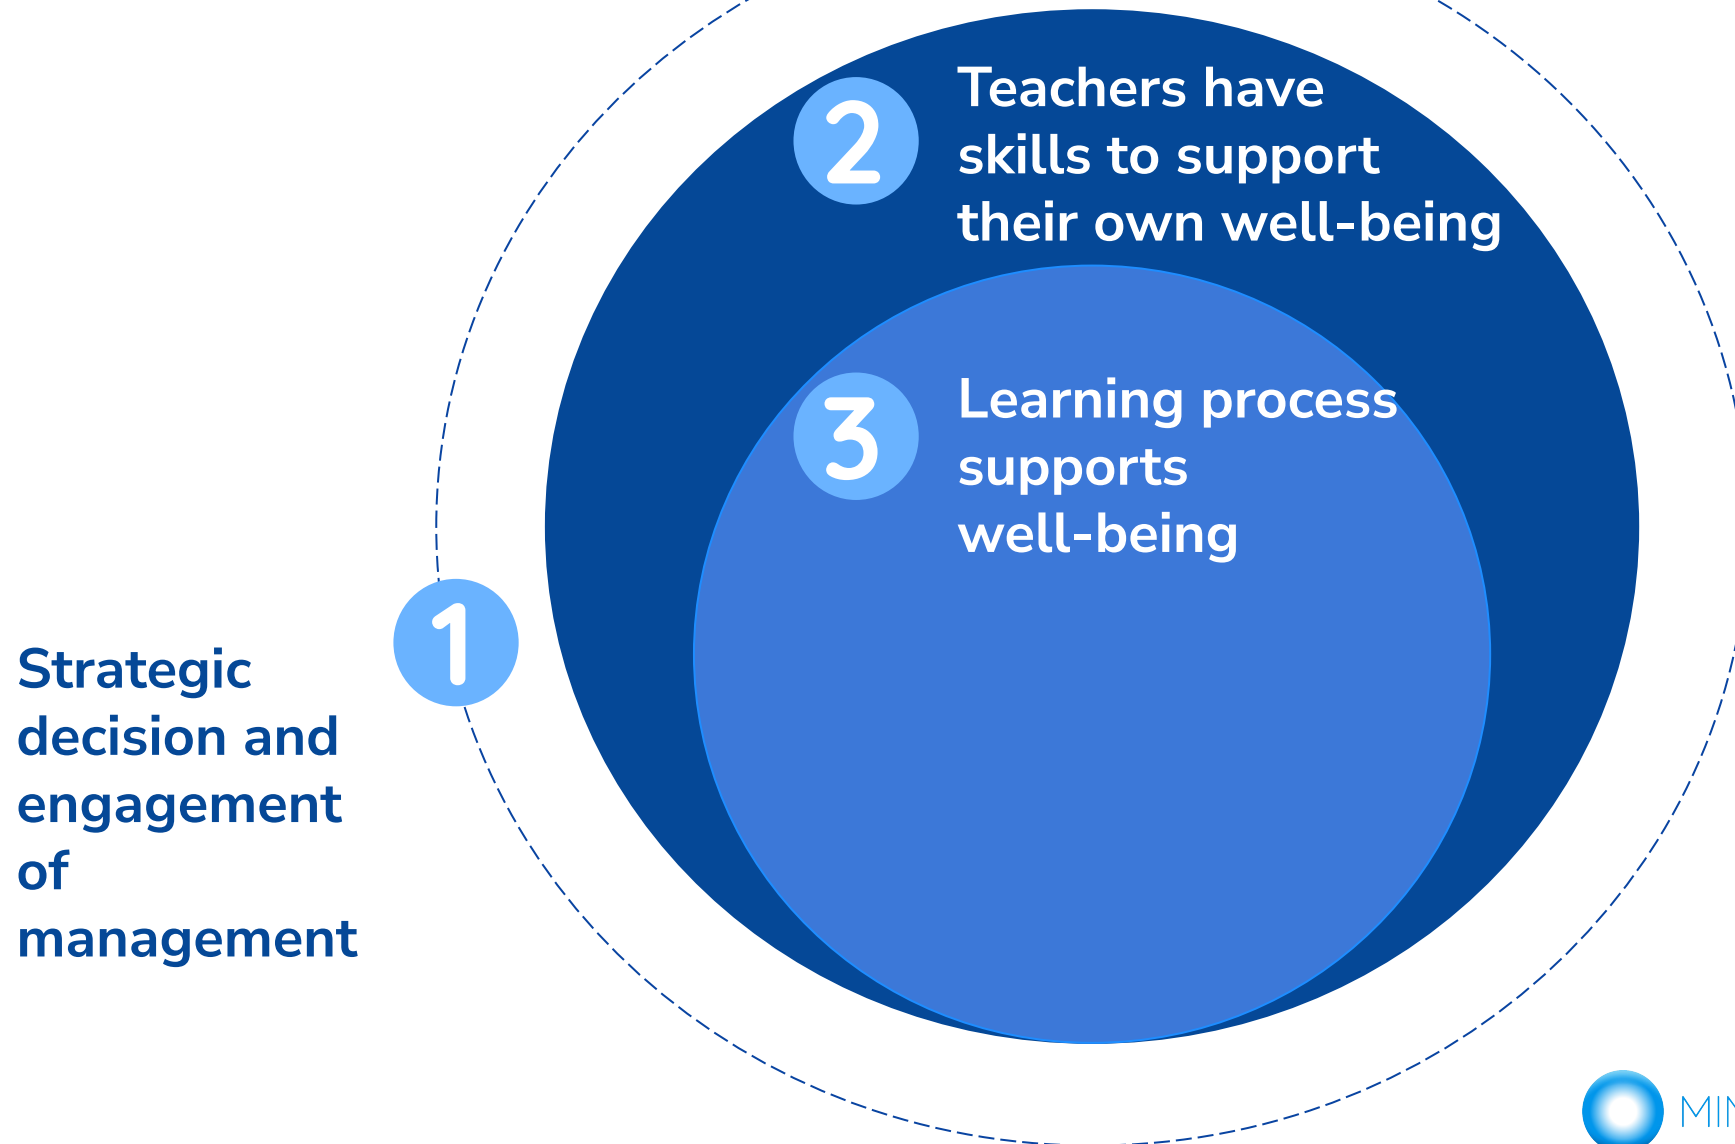 1
Strategic
decision and
engagement
of
management
2
Teachers have
skills to support
their own well-being
3
Learning process
supports
well-being